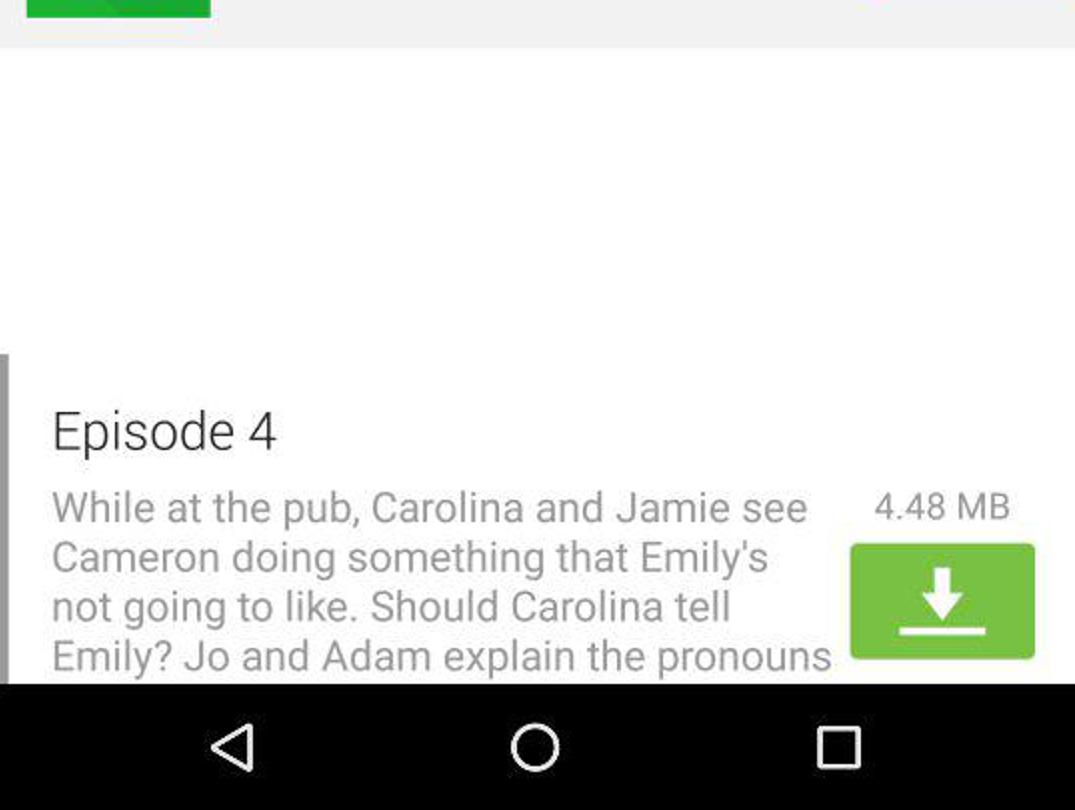 Episode 4
While at the pub, Carolina and Jamie see
4.48 MB
Cameron doing something that Emily's
not going to like. Should Carolina tell
Emily? Jo and Adam explain the pronouns